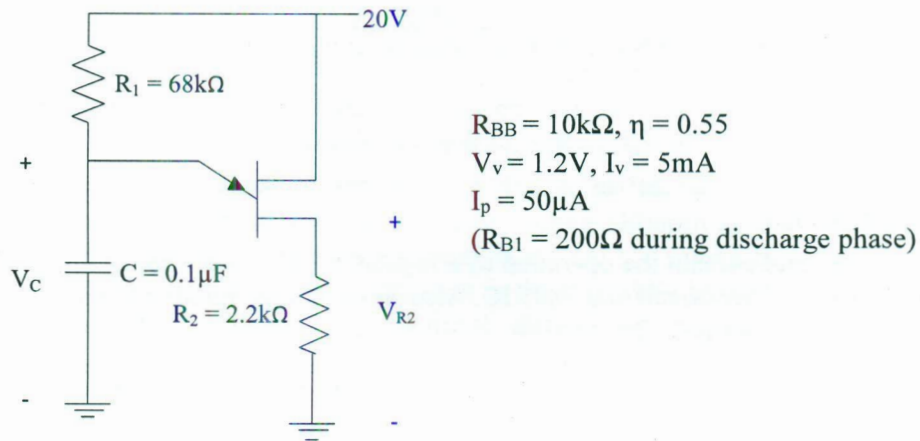 20V
R₁ = 68kΩ
R_BB = 10kΩ, η = 0.55
+
V_v = 1.2V, I_v = 5mA
I_p = 50μA
+
(R_B1 = 200Ω during discharge phase)
V_C
C = 0.1μF
R₂ = 2.2kΩ
V_R2
-
-